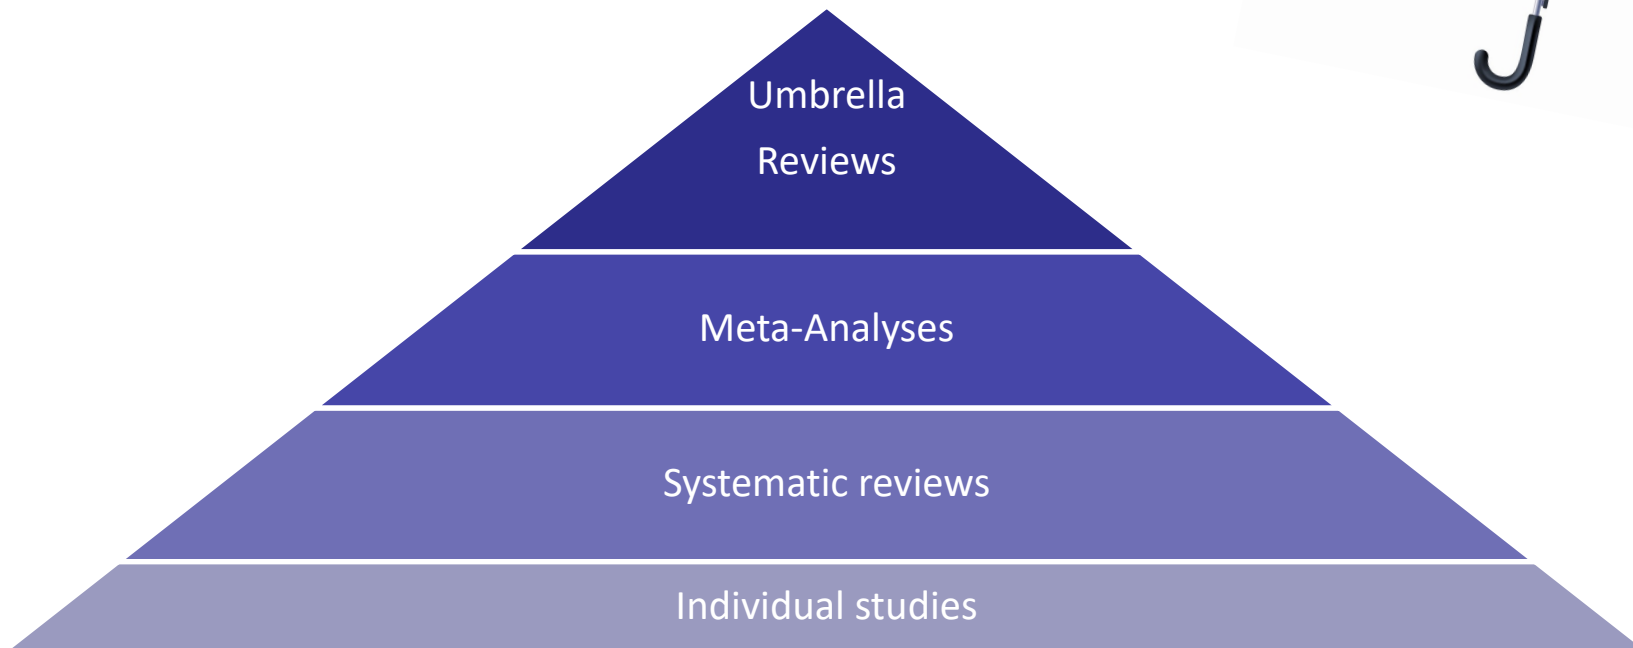 Umbrella
Reviews
Meta-Analyses
Systematic reviews
Individual studies